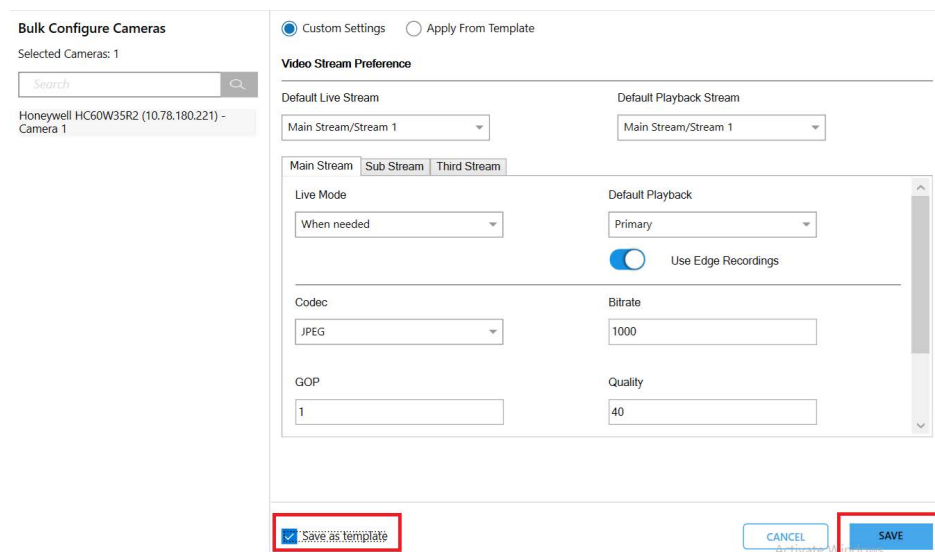 Bulk Configure Cameras
Selected Cameras: 1
Search
Honeywell HC60W35R2 (10.78.180.221) -
Camera 1
Custom Settings Apply From Template
Video Stream Preference
Default Live Stream Default Playback Stream
Main Stream/Stream 1 Main Stream/Stream 1
Main Stream Sub Stream Third Stream
Live Mode Default Playback
When needed Primary
Use Edge Recordings
Codec Bitrate
JPEG 1000
GOP Quality
1 40
Save as template CANCEL SAVE
Activate Windows